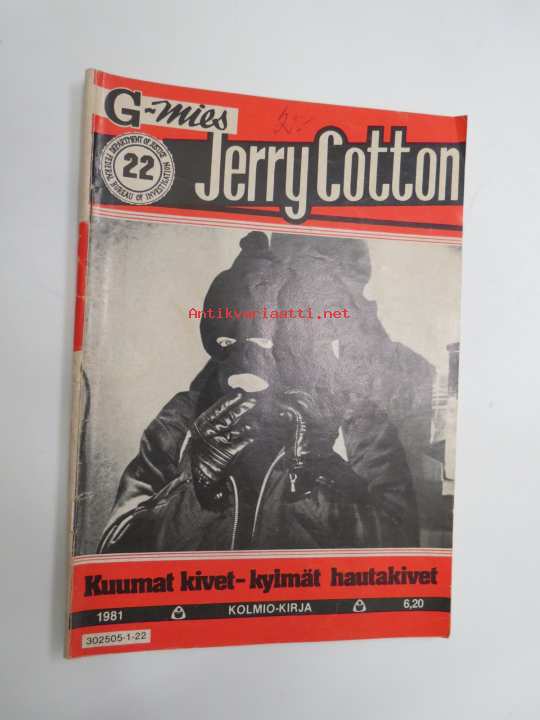 G-mies
Jerry Cotton
DEPARTMENT OF JUSTICE
FEDERAL BUREAU OF INVESTIGATION
22
Antikvariaatti.net
Kuumat kivet - kylmät hautakivet
1981 KOLMIO-KIRJA 6,20
302505-1-22